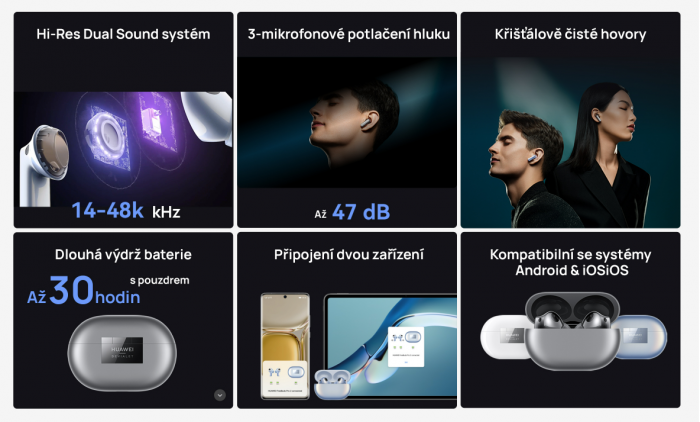 Hi-Res Dual Sound systém
14-48k kHz
3-mikrofonové potlačení hluku
Až 47 dB
Křišťálově čisté hovory
Dlouhá výdrž baterie
Až 30 hodin s pouzdrem
HUAWEI
Připojení dvou zařízení
Kompatibilní se systémy
Android & iOSiOS